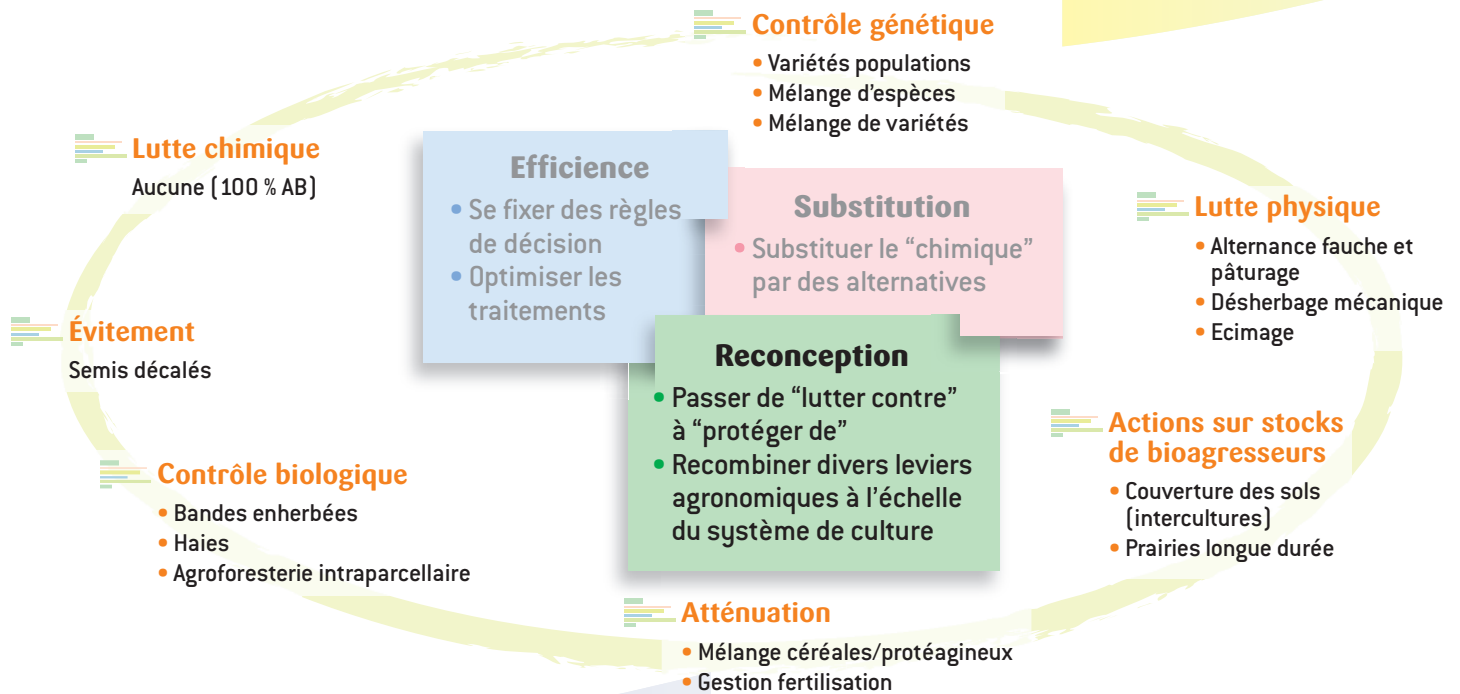 Contrôle génétique
• Variétés populations
• Mélange d’espèces
• Mélange de variétés
Lutte chimique
Aucune (100 % AB)
Efficience
• Se fixer des règles
de décision
• Optimiser les
traitements
Substitution
• Substituer le “chimique”
par des alternatives
Lutte physique
• Alternance fauche et
pâturage
• Désherbage mécanique
• Ecimage
Évitement
Semis décalés
Reconception
• Passer de “lutter contre”
à “protéger de”
• Recombiner divers leviers
agronomiques à l’échelle
du système de culture
Actions sur stocks
de bioagresseurs
• Couverture des sols
(intercultures)
• Prairies longue durée
Contrôle biologique
• Bandes enherbées
• Haies
• Agroforesterie intraparcellaire
Atténuation
• Mélange céréales/protéagineux
• Gestion fertilisation